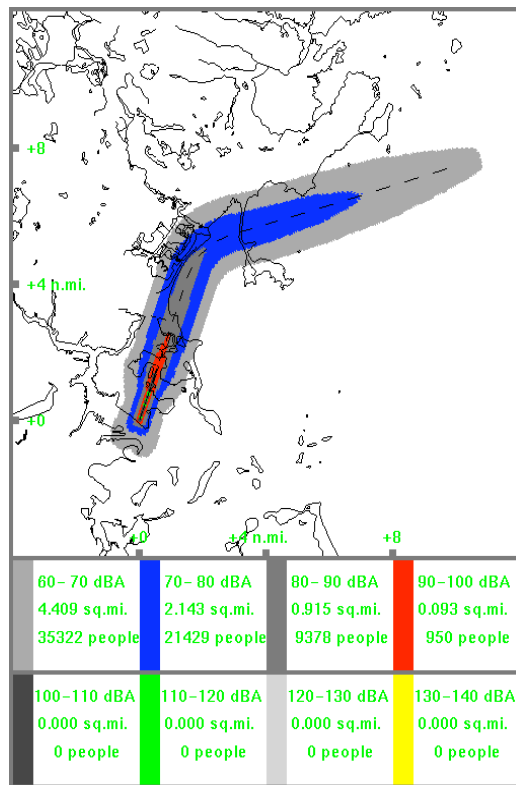 +8
+4 n.mi.
+0
+0 +4 n.mi. +8
60-70 dBA 70-80 dBA 80-90 dBA 90-100 dBA
4.409 sq.mi. 2.143 sq.mi. 0.915 sq.mi. 0.093 sq.mi.
35322 people 21429 people 9378 people 950 people
100-110 dBA 110-120 dBA 120-130 dBA 130-140 dBA
0.000 sq.mi. 0.000 sq.mi. 0.000 sq.mi. 0.000 sq.mi.
0 people 0 people 0 people 0 people